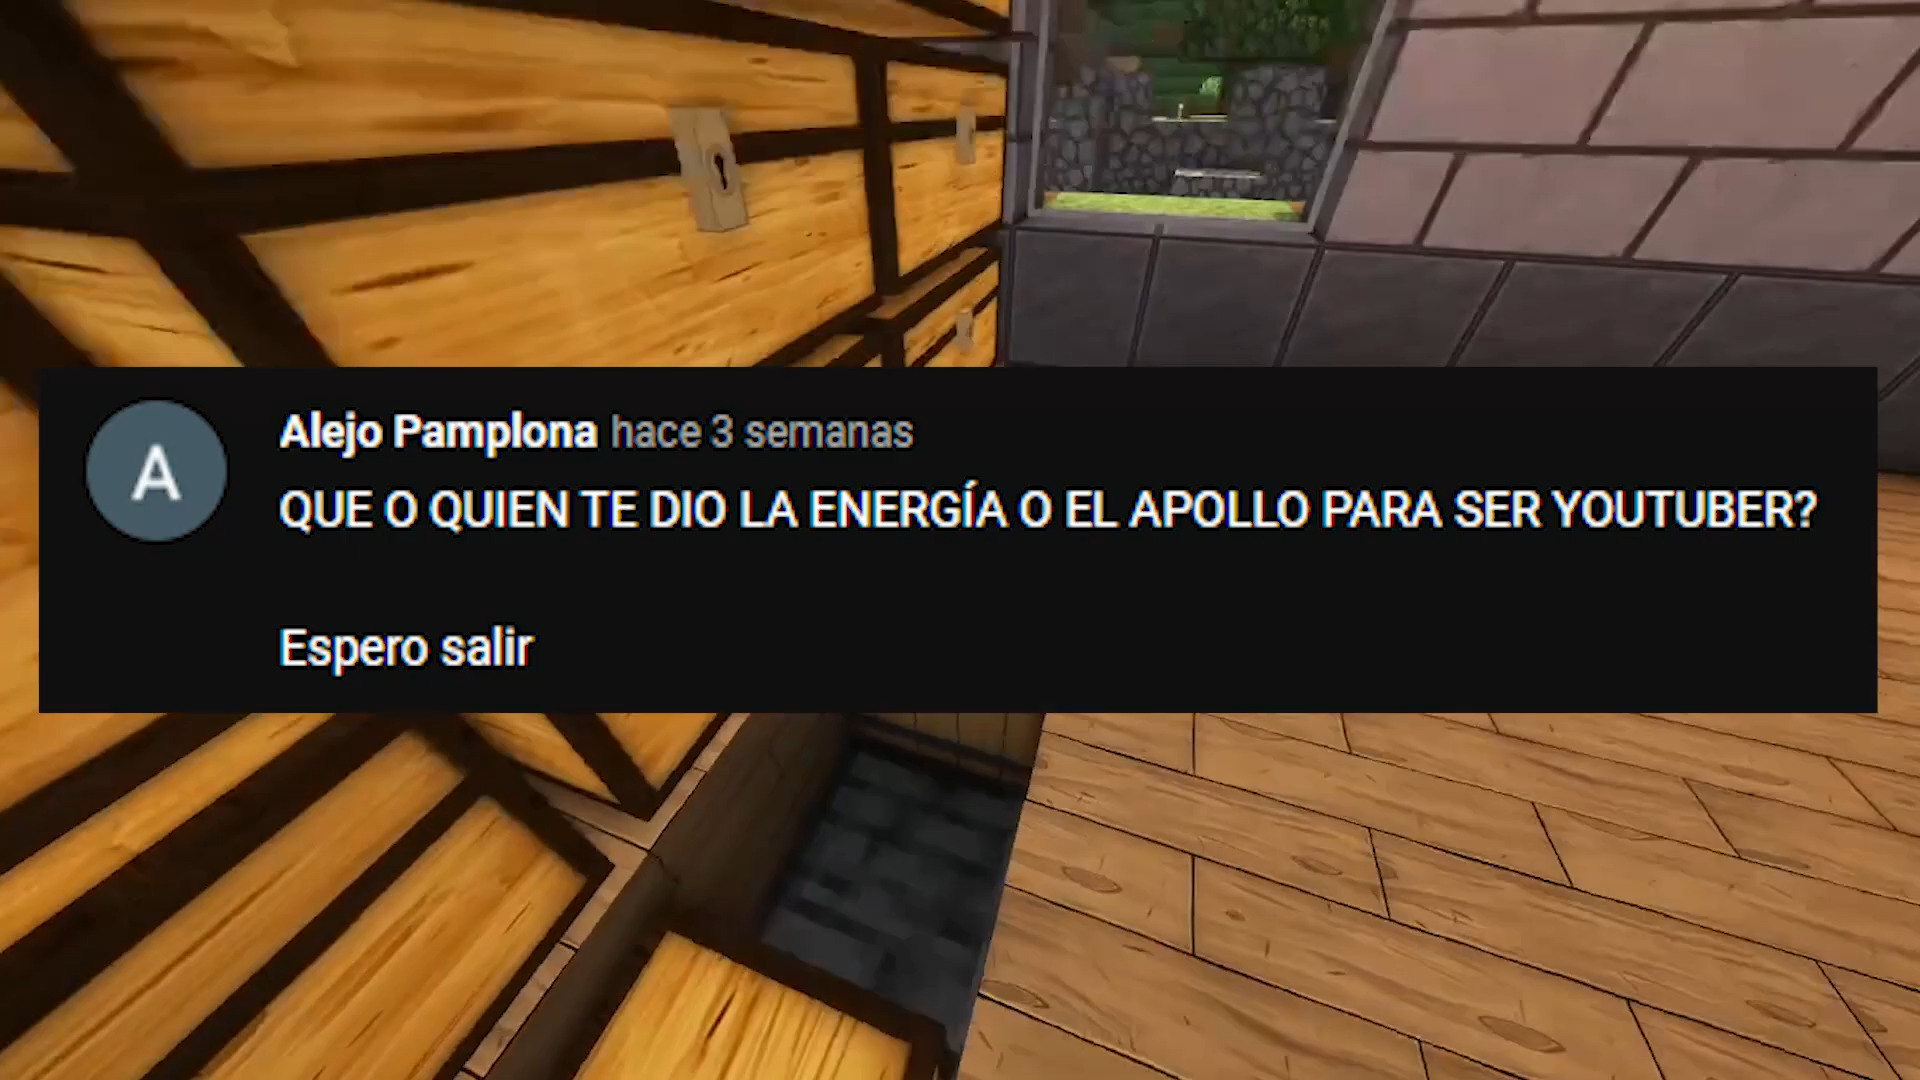 A
Alejo Pamplona hace 3 semanas
QUE O QUIEN TE DIO LA ENERGÍA O EL APOLLO PARA SER YOUTUBER?
Espero salir